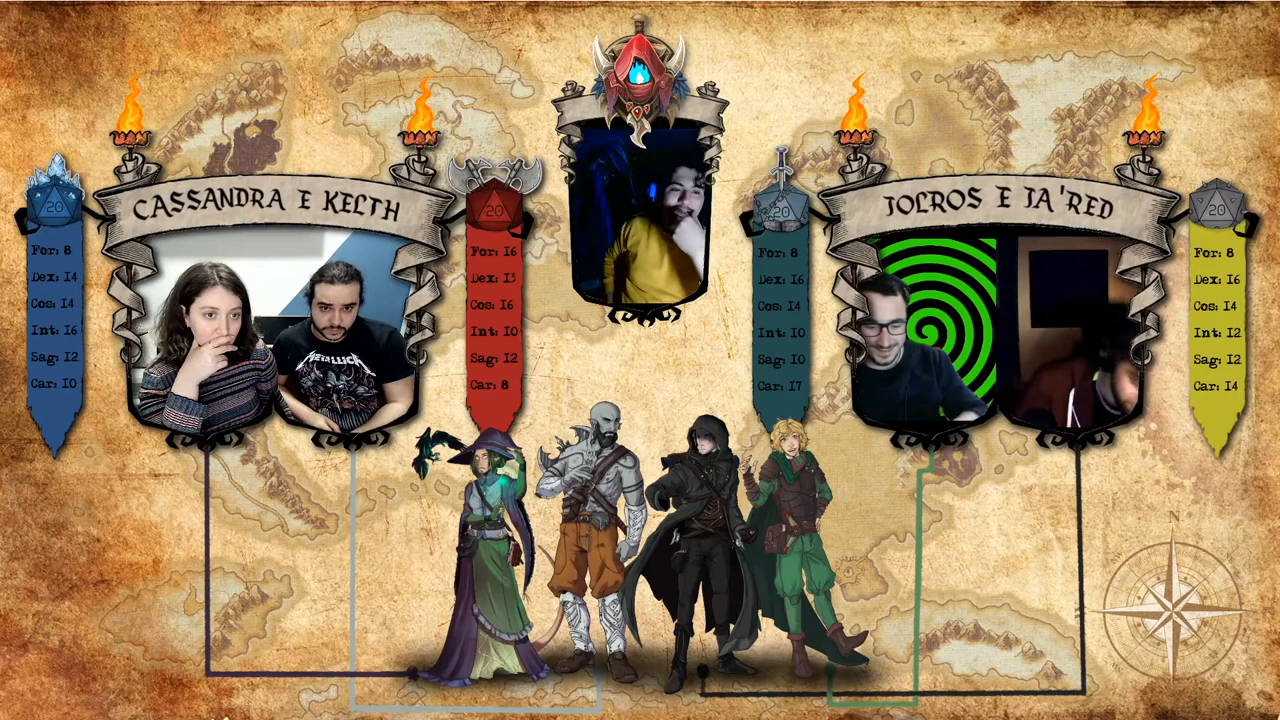 CASSANDRA E KELTH
JOLROS E JA'RED
20
For: 8
Dex: 14
Cos: 14
Int: 16
Sag: 12
Car: 10
20
For: 16
Dex: 13
Cos: 16
Int: 10
Sag: 12
Car: 8
METALLICA
20
For: 8
Dex: 16
Cos: 14
Int: 10
Sag: 10
Car: 17
20
For: 8
Dex: 16
Cos: 14
Int: 12
Sag: 12
Car: 14
N